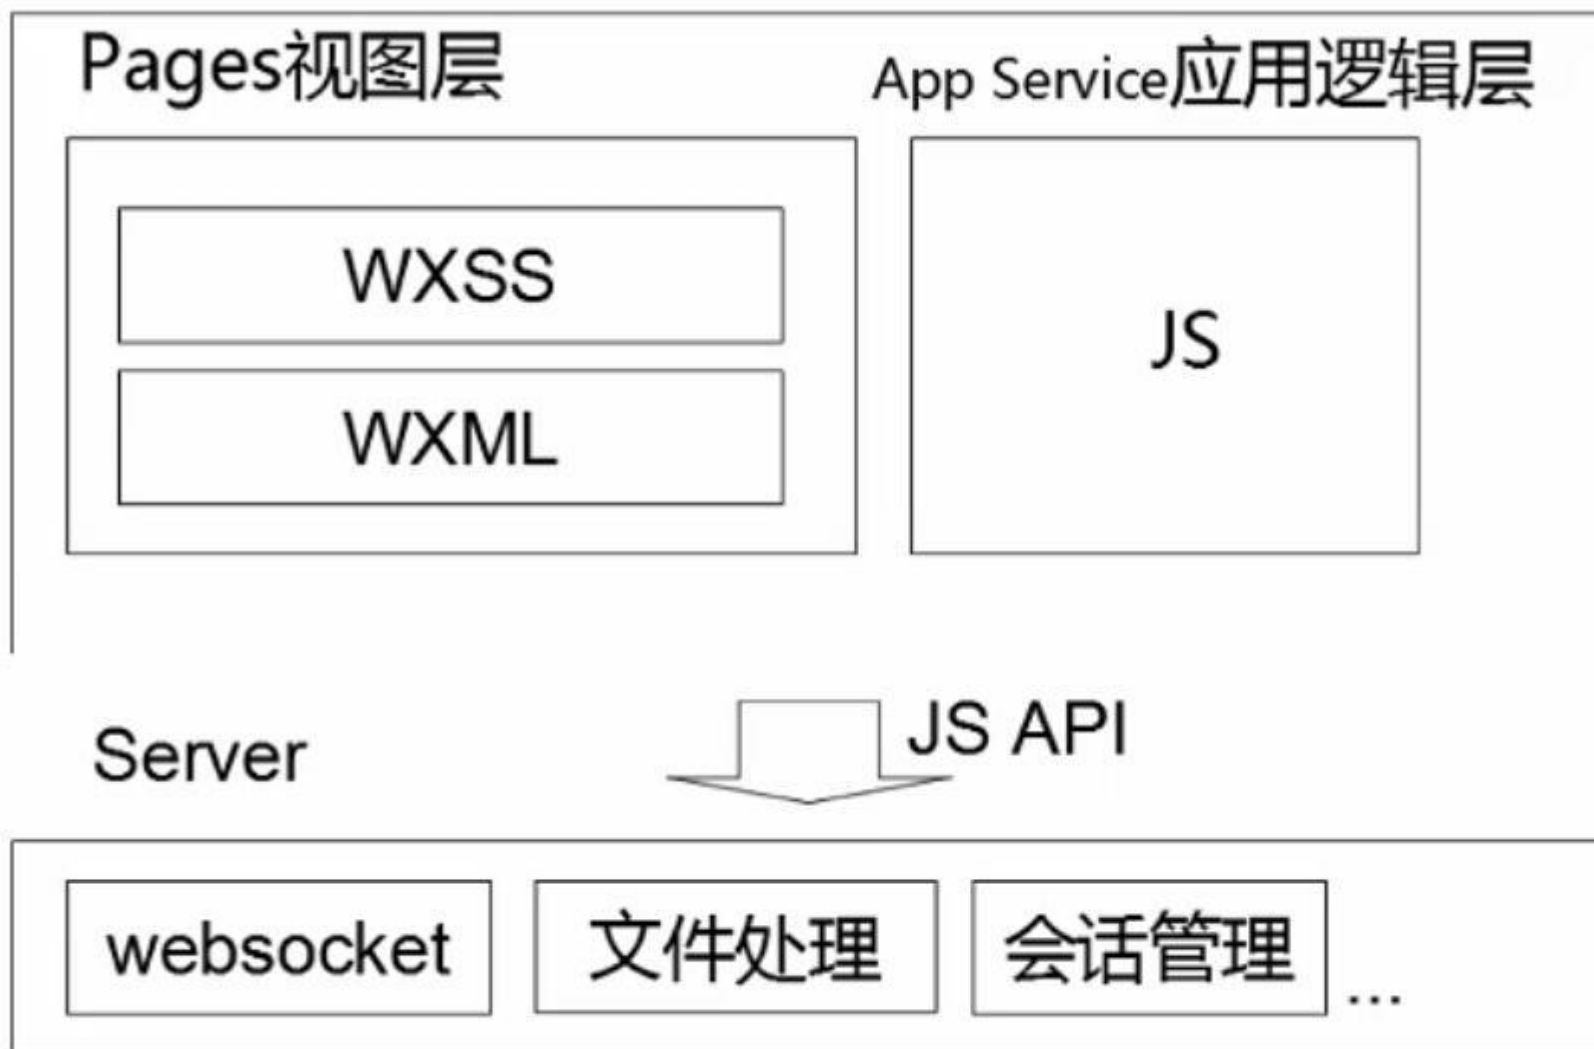 Pages视图层
App Service应用逻辑层
WXSS
WXML
JS
Server
JS API
websocket
文件处理
会话管理
...